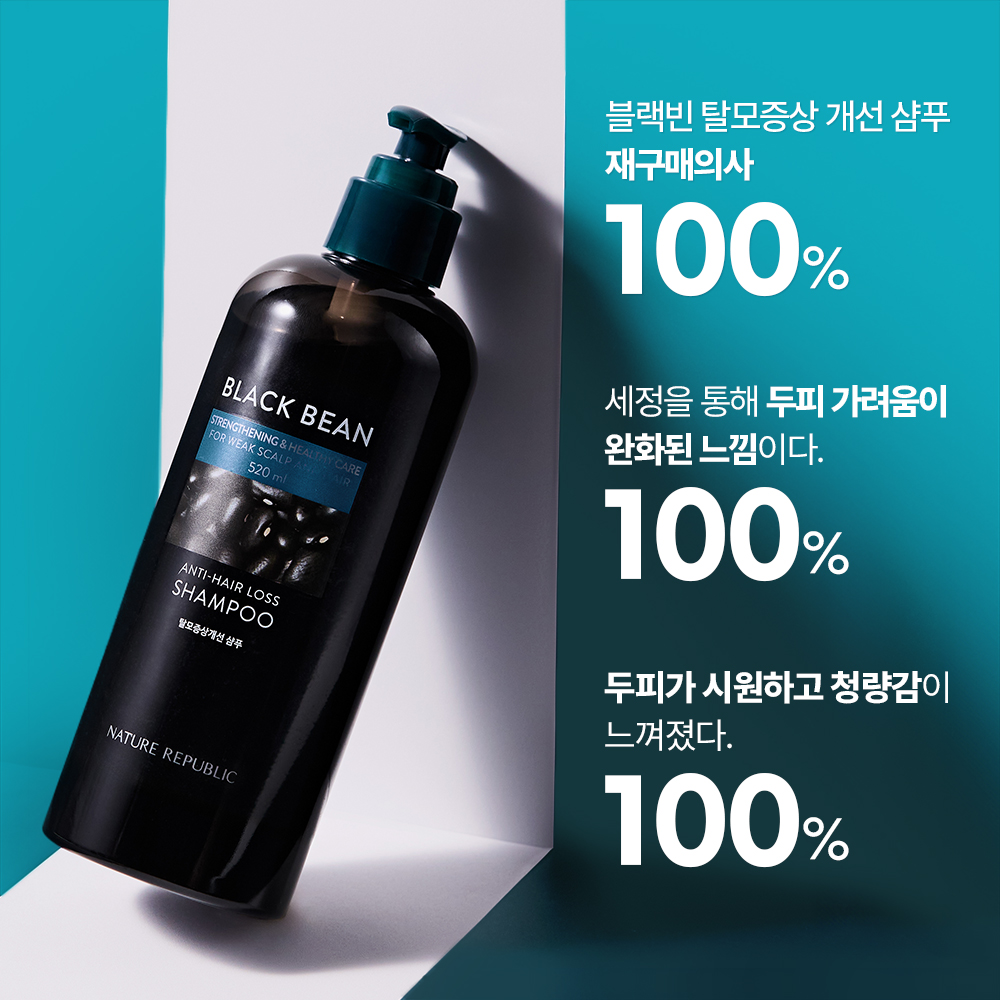 블랙빈 탈모증상 개선 샴푸
재구매의사
100%
세정을 통해 두피 가려움이
완화된 느낌이다.
100%
두피가 시원하고 청량감이
느껴졌다.
100%
BLACK BEAN
STRENGTHENING & HEALTHY CARE
FOR WEAK SCALP AND HAIR
520 ml
ANTI-HAIR LOSS
SHAMPOO
탈모증상개선 샴푸
NATURE REPUBLIC